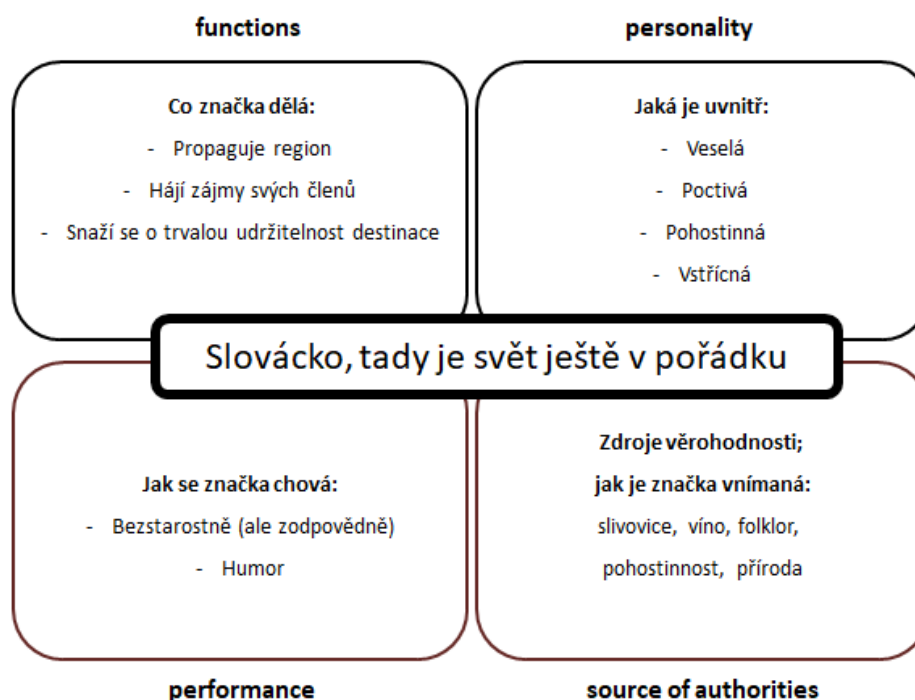 functions
personality
Co značka dělá:
- Propaguje region
- Hájí zájmy svých členů
- Snaží se o trvalou udržitelnost destinace
Jaká je uvnitř:
- Veselá
- Poctivá
- Pohostinná
- Vstřícná
Slovácko, tady je svět ještě v pořádku
Jak se značka chová:
- Bezstarostně (ale zodpovědně)
- Humor
Zdroje věrohodnosti;
jak je značka vnímaná:
slivovice, víno, folklor,
pohostinnost, příroda
performance
source of authorities